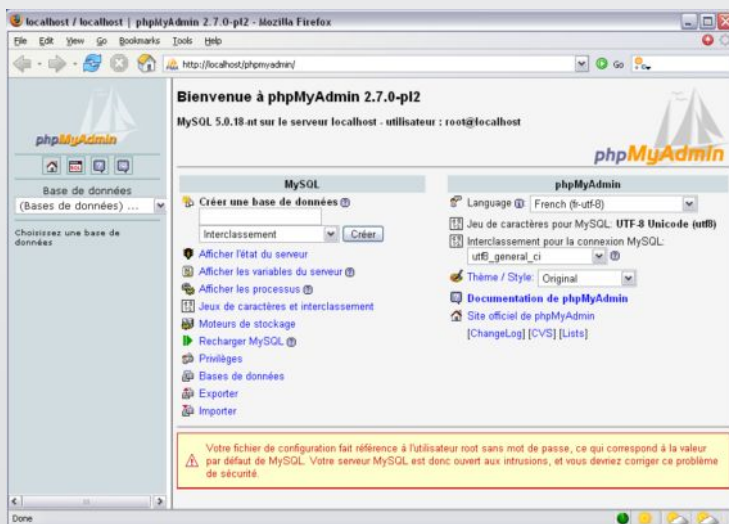 localhost / localhost | phpMyAdmin 2.7.0-pl2 - Mozilla Firefox
File Edit View Go Bookmarks Tools Help
http://localhost/phpmyadmin/
Go
phpMyAdmin
Base de données
(Bases de données) ...
Choisissez une base de
données
Bienvenue à phpMyAdmin 2.7.0-pl2
MySQL 5.0.18-nt sur le serveur localhost - utilisateur : root@localhost
phpMyAdmin
MySQL
Créer une base de données
Interclassement
Créer
Afficher l'état du serveur
Afficher les variables du serveur
Afficher les processus
Jeux de caractères et interclassement
Moteurs de stockage
Recharger MySQL
Privilèges
Bases de données
Exporter
Importer
phpMyAdmin
Language : French (fr-utf-8)
Jeu de caractères pour MySQL: UTF-8 Unicode (utf8)
Interclassement pour la connexion MySQL:
utf8_general_ci
Thème / Style: Original
Documentation de phpMyAdmin
Site officiel de phpMyAdmin
[ChangeLog] [CVS] [Lists]
Votre fichier de configuration fait référence à l'utilisateur root sans mot de passe, ce qui correspond à la valeur
par défaut de MySQL. Votre serveur MySQL est donc ouvert aux intrusions, et vous devriez corriger ce problème
de sécurité.
Done